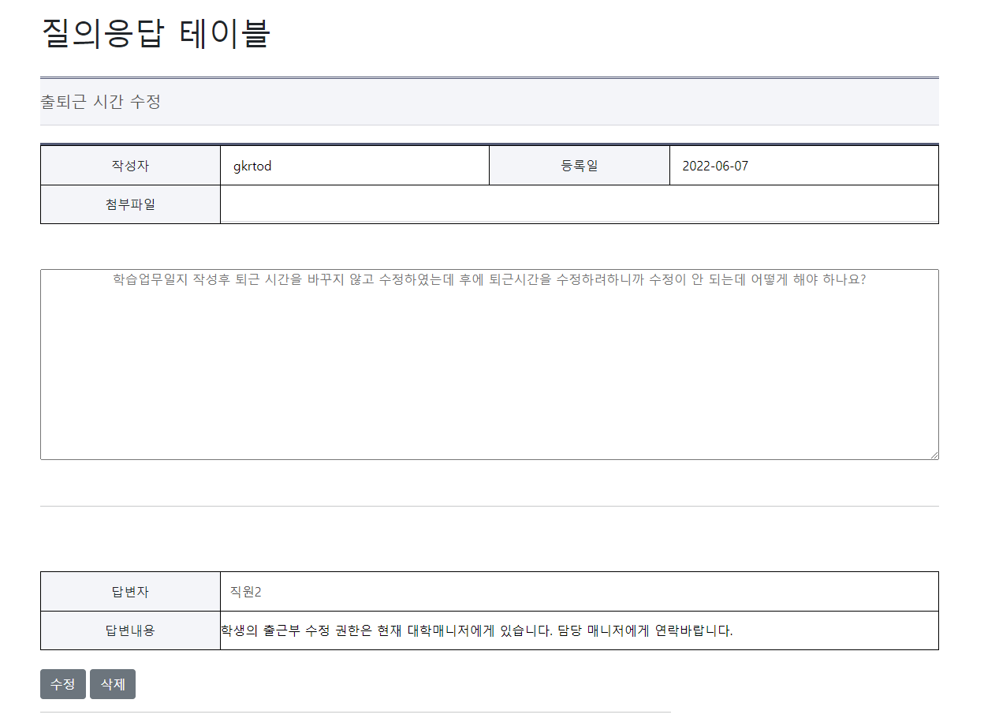 질의응답 테이블
출퇴근 시간 수정
작성자 gkrtod 등록일 2022-06-07
첨부파일
학습업무일지 작성후 퇴근 시간을 바꾸지 않고 수정하였는데 후에 퇴근시간을 수정하려하니까 수정이 안 되는데 어떻게 해야 하나요?
답변자 직원2
답변내용 학생의 출근부 수정 권한은 현재 대학매니저에게 있습니다. 담당 매니저에게 연락바랍니다.
수정 삭제